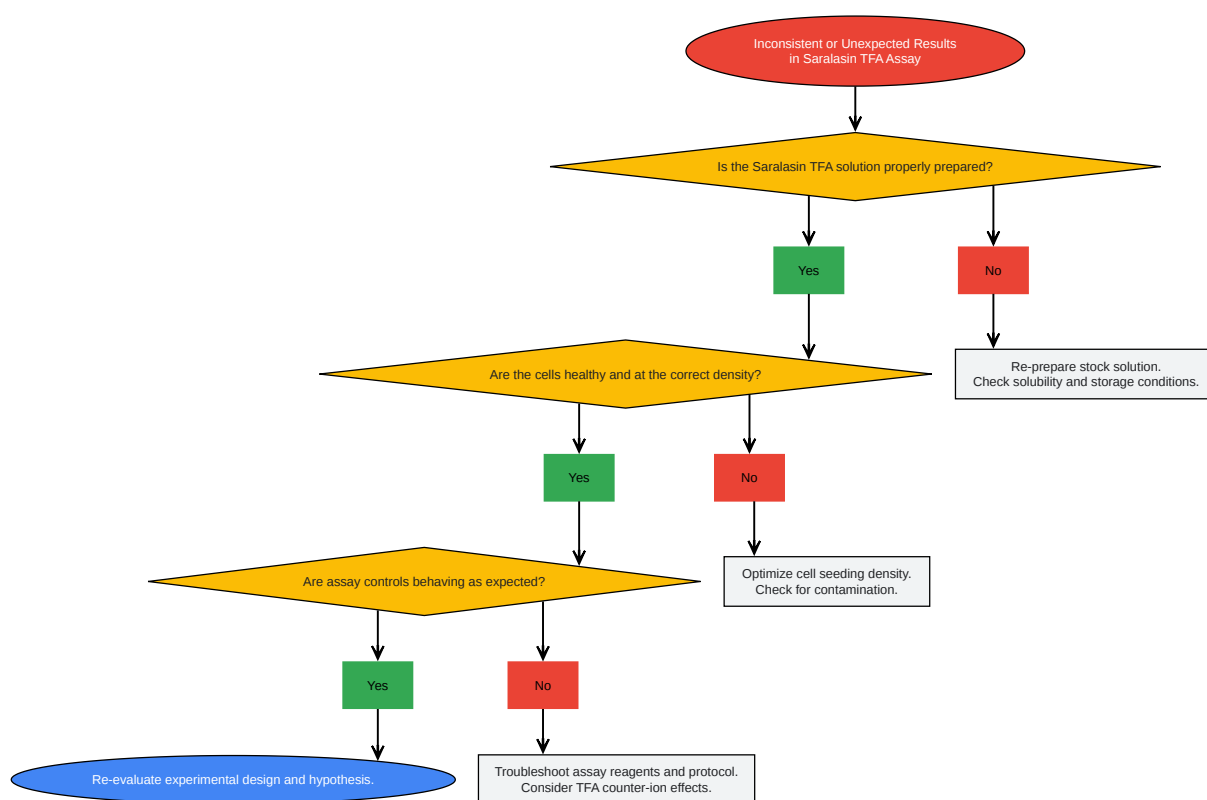 Inconsistent or Unexpected Results
in Saralasin TFA Assay
Is the Saralasin TFA solution properly prepared?
Yes
No
Re-prepare stock solution.
Check solubility and storage conditions.
Are the cells healthy and at the correct density?
Yes
No
Optimize cell seeding density.
Check for contamination.
Are assay controls behaving as expected?
Yes
No
Re-evaluate experimental design and hypothesis.
Troubleshoot assay reagents and protocol.
Consider TFA counter-ion effects.